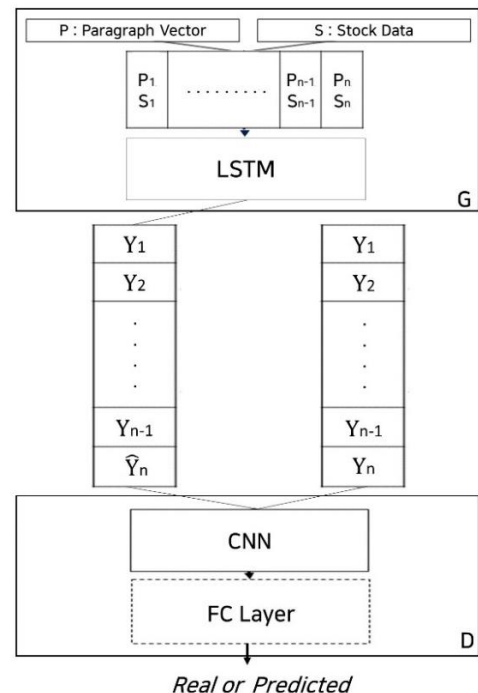 P : Paragraph Vector S : Stock Data
P1 ......... Pn-1 Pn
S1 Sn-1 Sn
LSTM
G
Y1 Y1
Y2 Y2
. .
. .
. .
. .
Yn-1 Yn-1
Ŷn Yn
CNN
FC Layer
D
Real or Predicted